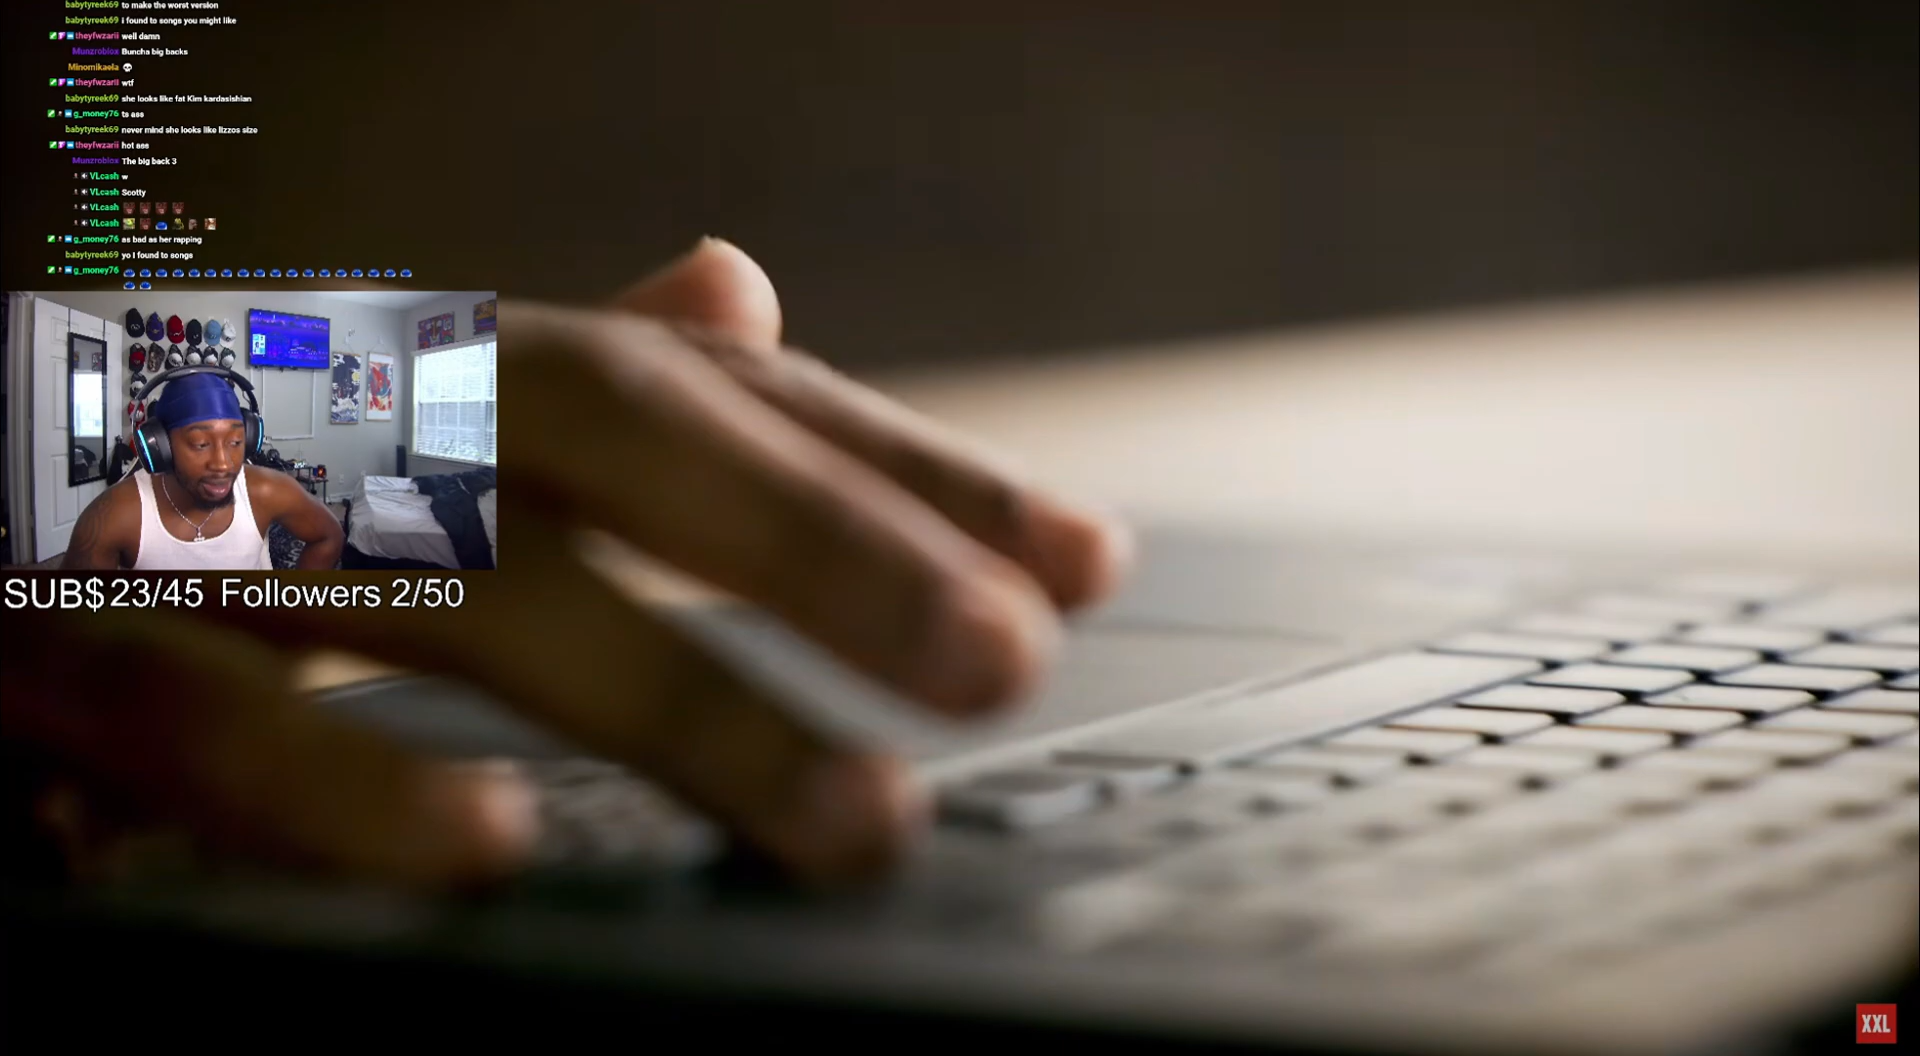 babytyreek69 to make the worst version
babytyreek69 i found to songs you might like
theyfwzarii well damn
Munzroblox Buncha big backs
Minomikaela
theyfwzarii wtf
babytyreek69 she looks like fat Kim kardasishian
g_money76 ts ass
babytyreek69 never mind she looks like lizzos size
theyfwzarii hot ass
Munzroblox The big back 3
VLcash w
VLcash Scotty
VLcash
VLcash
g_money76 as bad as her rapping
babytyreek69 yo I found to songs
g_money76
SUB$ 23/45 Followers 2/50
XXL